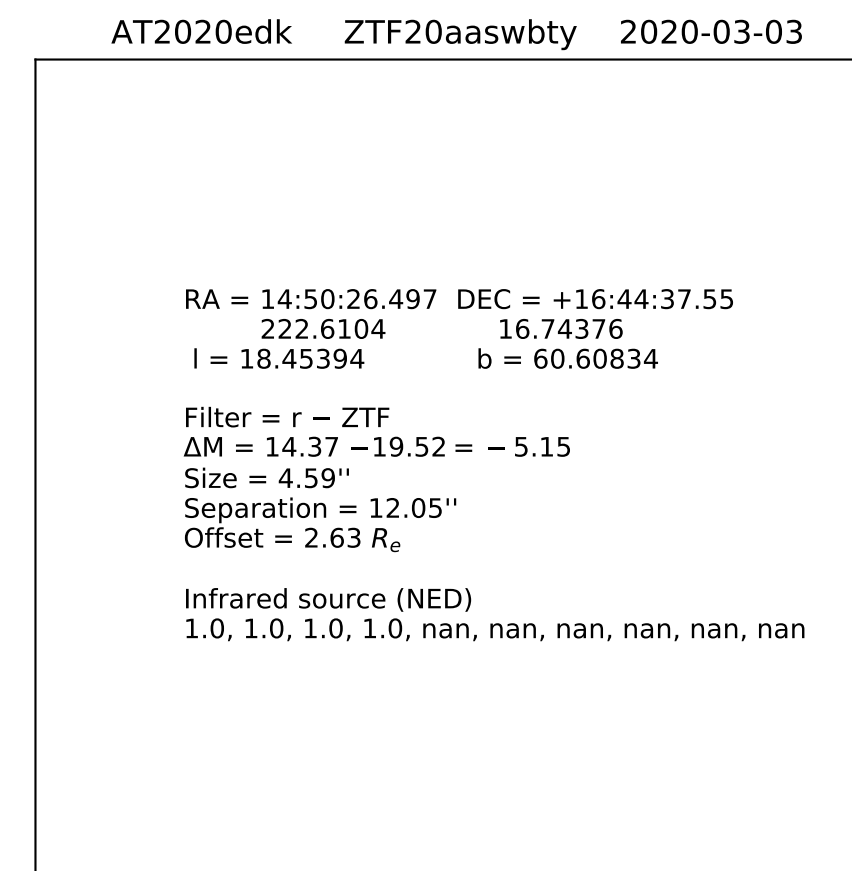 AT2020edk ZTF20aaswbty 2020-03-03
RA = 14:50:26.497 DEC = +16:44:37.55
222.6104 16.74376
l = 18.45394 b = 60.60834
Filter = r − ZTF
ΔM = 14.37 −19.52 = − 5.15
Size = 4.59''
Separation = 12.05''
Offset = 2.63 Re
Infrared source (NED)
1.0, 1.0, 1.0, 1.0, nan, nan, nan, nan, nan, nan